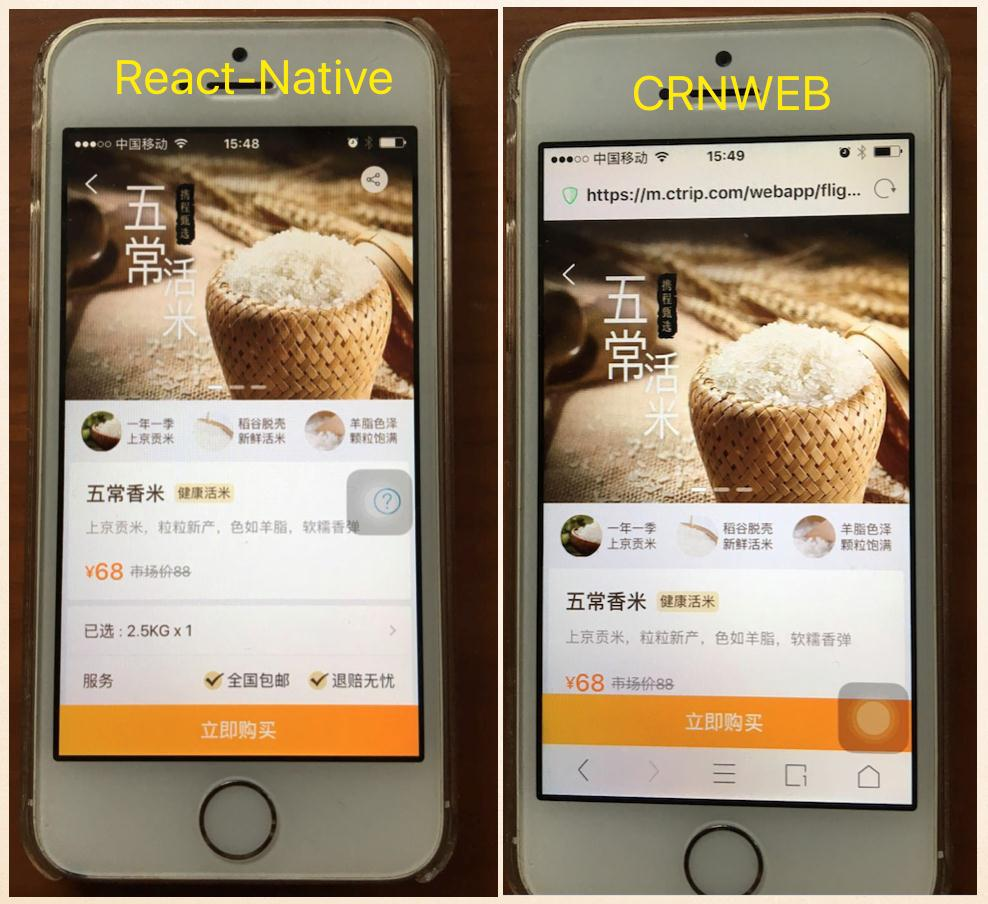 React-Native
中国移动
15:48
五常
携程甄选
活米
一年一季
上京贡米
稻谷脱壳
新鲜活米
羊脂色泽
颗粒饱满
五常香米
健康活米
上京贡米，粒粒新产，色如羊脂，软糯香弹
¥68 市场价88
已选 : 2.5KG x 1
服务
全国包邮
退赔无忧
立即购买
CRNWEB
中国移动
15:49
https://m.ctrip.com/webapp/flig...
五常
携程甄选
活米
一年一季
上京贡米
稻谷脱壳
新鲜活米
羊脂色泽
颗粒饱满
五常香米
健康活米
上京贡米，粒粒新产，色如羊脂，软糯香弹
¥68 市场价88
立即购买
1